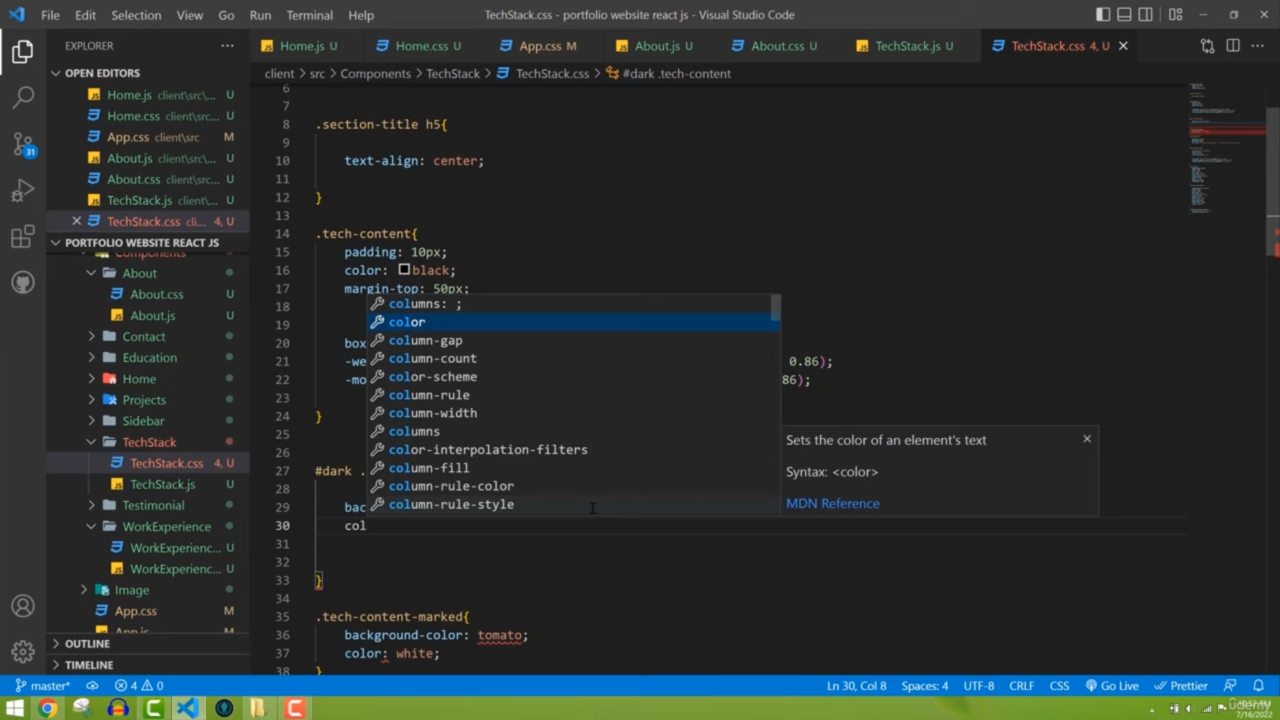 File Edit Selection View Go Run Terminal Help
TechStack.css - portfolio website react js - Visual Studio Code
EXPLORER
Home.js U
Home.css U
App.css M
About.js U
About.css U
TechStack.js U
TechStack.css 4, U
OPEN EDITORS
client > src > Components > TechStack > TechStack.css > #dark .tech-content
Home.js client\src\... U
Home.css client\src\... U
App.css client\src M
About.js client\src\... U
About.css client\src... U
TechStack.js client\... U
TechStack.css cli... 4, U
PORTFOLIO WEBSITE REACT JS
Components
About
About.css U
About.js U
Contact
Education
Home
Projects
Sidebar
TechStack
TechStack.css 4, U
TechStack.js U
Testimonial
WorkExperience
WorkExperienc... U
WorkExperienc... U
Image
App.css M
App.js M
OUTLINE
TIMELINE
31
6
7
8 .section-title h5{
9
10 text-align: center;
11
12 }
13
14 .tech-content{
15 padding: 10px;
16 color: black;
17 margin-top: 50px;
18
19
20 box
21 -we 0.86);
22 -mo 86);
23
24 }
25
26
27 #dark .
28
29 bac
30 col
31
32
33 }
34
35 .tech-content-marked{
36 background-color: tomato;
37 color: white;
38 }
columns: ;
color
column-gap
column-count
color-scheme
column-rule
column-width
columns
color-interpolation-filters
column-fill
column-rule-color
column-rule-style
Sets the color of an element's text
Syntax: <color>
MDN Reference
master* 4 0
Ln 30, Col 8 Spaces: 4 UTF-8 CRLF CSS Go Live Prettier
7/16/2022
udemy